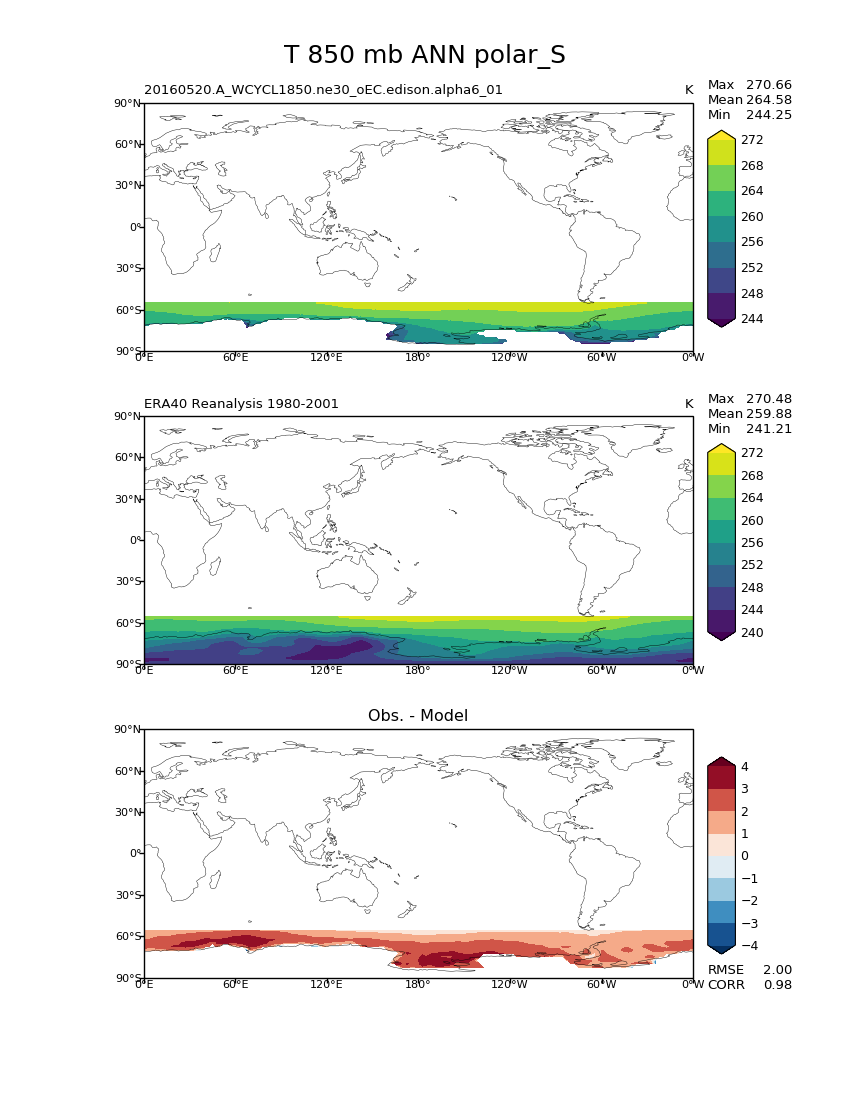 T 850 mb ANN polar_S
20160520.A_WCYCL1850.ne30_oEC.edison.alpha6_01 K
Max 270.66
Mean 264.58
Min 244.25
90°N
60°N
30°N
0°
30°S
60°S
90°S
0°E 60°E 120°E 180° 120°W 60°W 0°W
272
268
264
260
256
252
248
244
ERA40 Reanalysis 1980-2001 K
Max 270.48
Mean 259.88
Min 241.21
90°N
60°N
30°N
0°
30°S
60°S
90°S
0°E 60°E 120°E 180° 120°W 60°W 0°W
272
268
264
260
256
252
248
244
240
Obs. - Model
90°N
60°N
30°N
0°
30°S
60°S
90°S
0°E 60°E 120°E 180° 120°W 60°W 0°W
4
3
2
1
0
−1
−2
−3
−4
RMSE 2.00
CORR 0.98